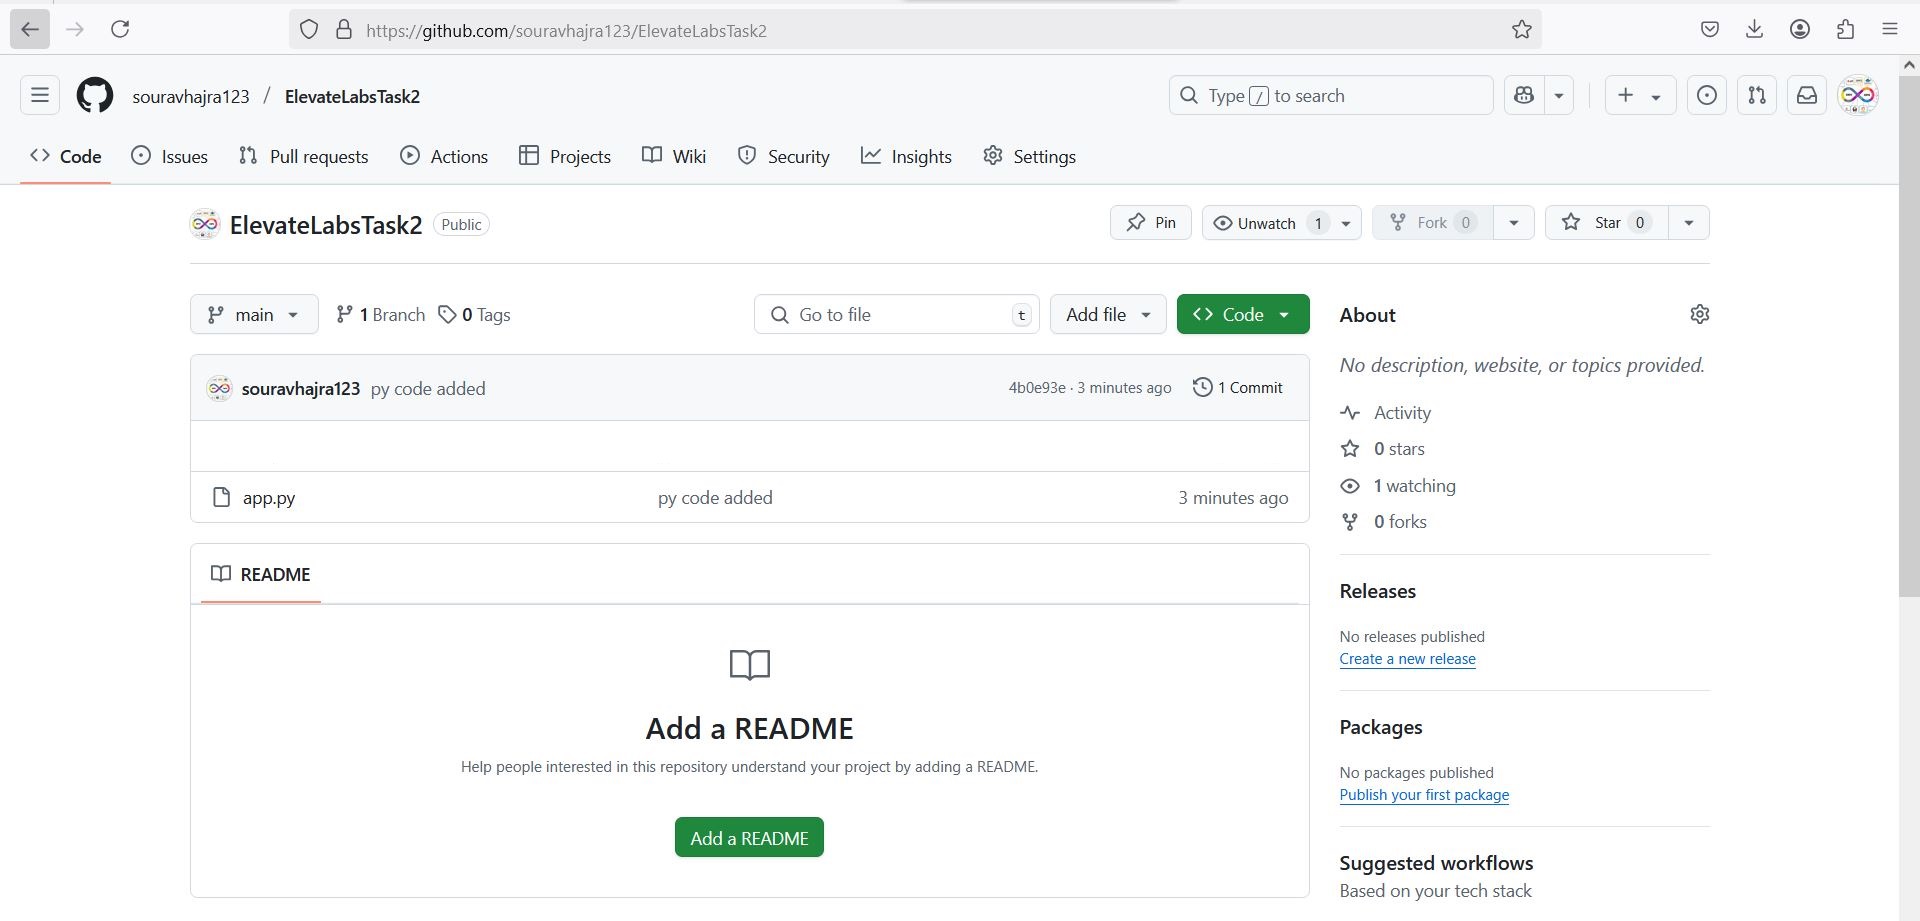 https://github.com/souravhajra123/ElevateLabsTask2
souravhajra123 / ElevateLabsTask2
Type / to search
Code Issues Pull requests Actions Projects Wiki Security Insights Settings
ElevateLabsTask2 Public
Pin Unwatch 1 Fork 0 Star 0
main 1 Branch 0 Tags Go to file t Add file Code
souravhajra123 py code added 4b0e93e · 3 minutes ago 1 Commit
app.py py code added 3 minutes ago
README
Add a README
Help people interested in this repository understand your project by adding a README.
Add a README
About
No description, website, or topics provided.
Activity
0 stars
1 watching
0 forks
Releases
No releases published
Create a new release
Packages
No packages published
Publish your first package
Suggested workflows
Based on your tech stack